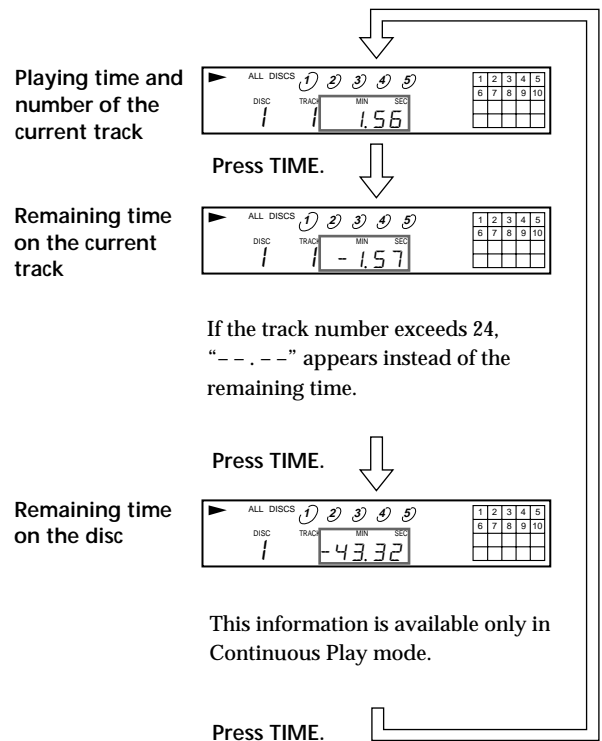 Playing time and
number of the
current track
ALL DISCS 1 2 3 4 5
1 2 3 4 5
6 7 8 9 10
DISC TRACK MIN SEC
1 1 1.56
Press TIME.
Remaining time
on the current
track
ALL DISCS 1 2 3 4 5
1 2 3 4 5
6 7 8 9 10
DISC TRACK MIN SEC
1 1 - 1.57
If the track number exceeds 24,
“– – . – –” appears instead of the
remaining time.
Press TIME.
Remaining time
on the disc
ALL DISCS 1 2 3 4 5
1 2 3 4 5
6 7 8 9 10
DISC TRACK MIN SEC
1 -43.32
This information is available only in
Continuous Play mode.
Press TIME.